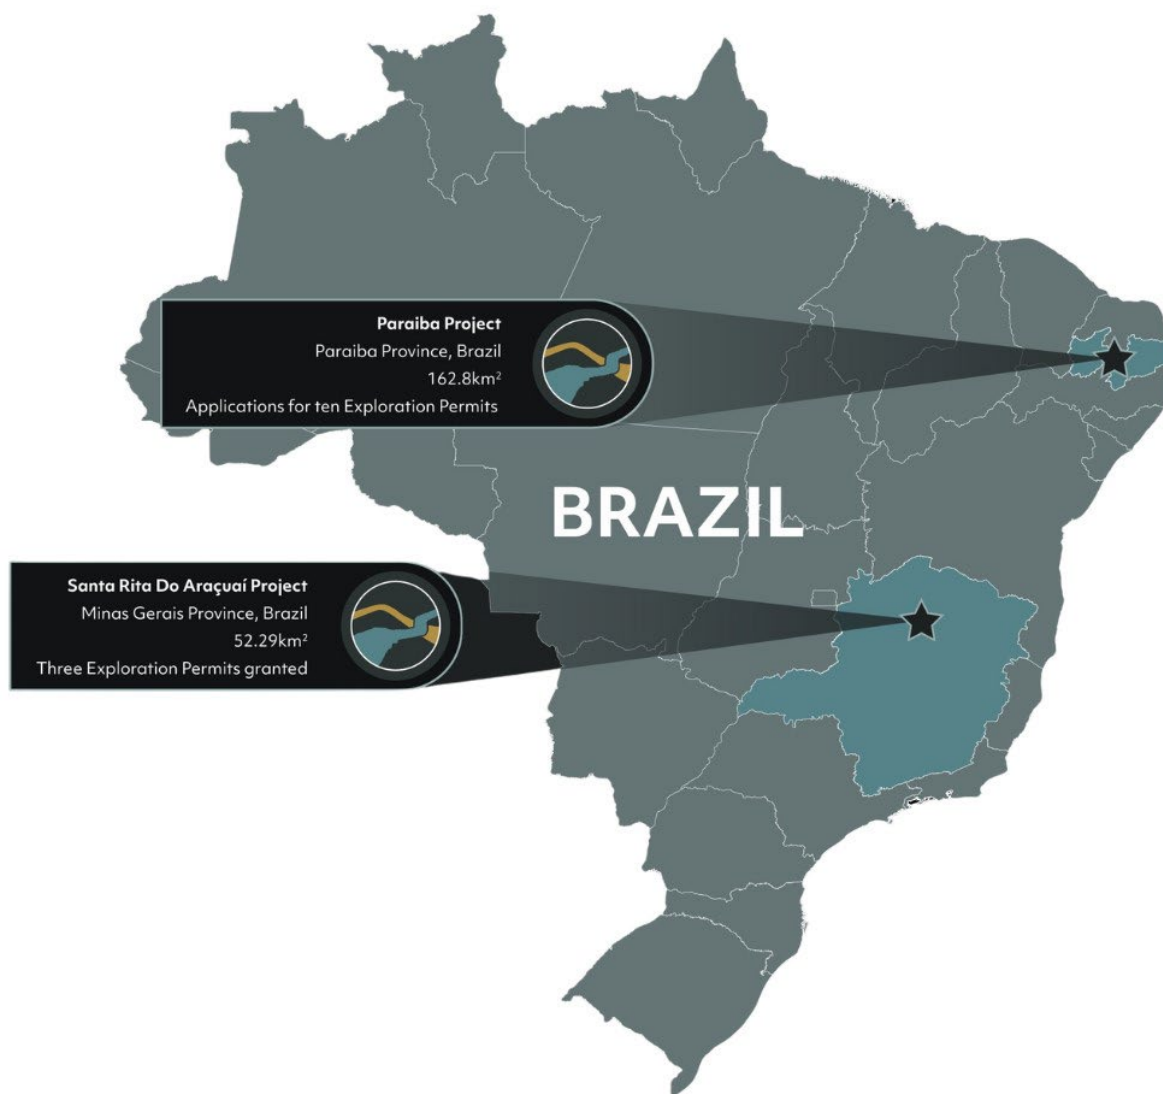 Paraiba Project
Paraiba Province, Brazil
162.8km²
Applications for ten Exploration Permits
BRAZIL
Santa Rita Do Araçuaí Project
Minas Gerais Province, Brazil
52.29km²
Three Exploration Permits granted